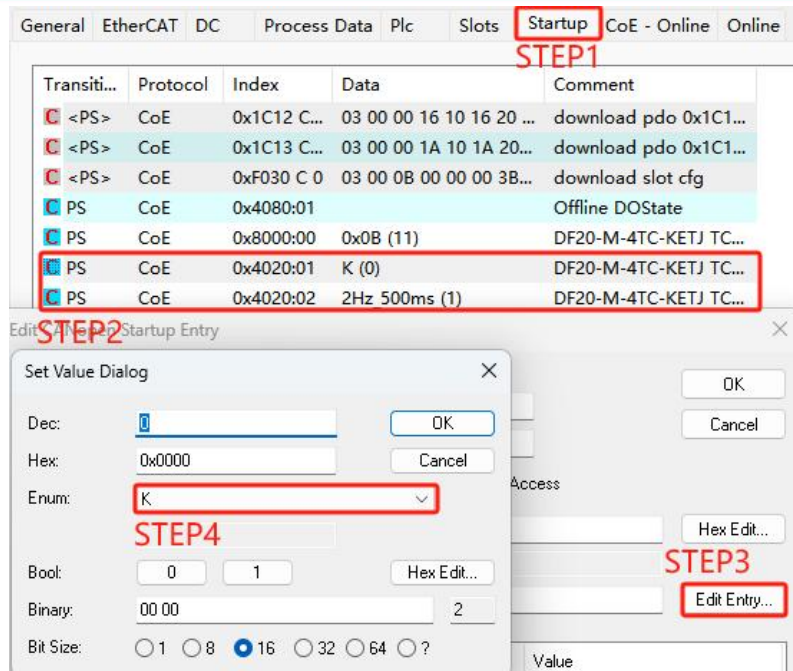 General EtherCAT DC Process Data Plc Slots Startup CoE - Online Online
STEP1
Transiti... Protocol Index Data Comment
C <PS> CoE 0x1C12 C... 03 00 00 16 10 16 20 ... download pdo 0x1C1...
C <PS> CoE 0x1C13 C... 03 00 00 1A 10 1A 20... download pdo 0x1C1...
C <PS> CoE 0xF030 C 0 03 00 0B 00 00 00 3B... download slot cfg
C PS CoE 0x4080:01 Offline DOState
C PS CoE 0x8000:00 0x0B (11) DF20-M-4TC-KETJ TC...
C PS CoE 0x4020:01 K (0) DF20-M-4TC-KETJ TC...
C PS CoE 0x4020:02 2Hz_500ms (1) DF20-M-4TC-KETJ TC...
STEP2
Edit CANopen Startup Entry
Set Value Dialog
OK
Dec: 0 OK
Cancel
Hex: 0x0000 Cancel
Access
Enum: K
STEP4
Hex Edit...
STEP3
Bool: 0 1 Hex Edit...
Edit Entry...
Binary: 00 00 2
Bit Size: 1 8 16 32 64 ?
Value